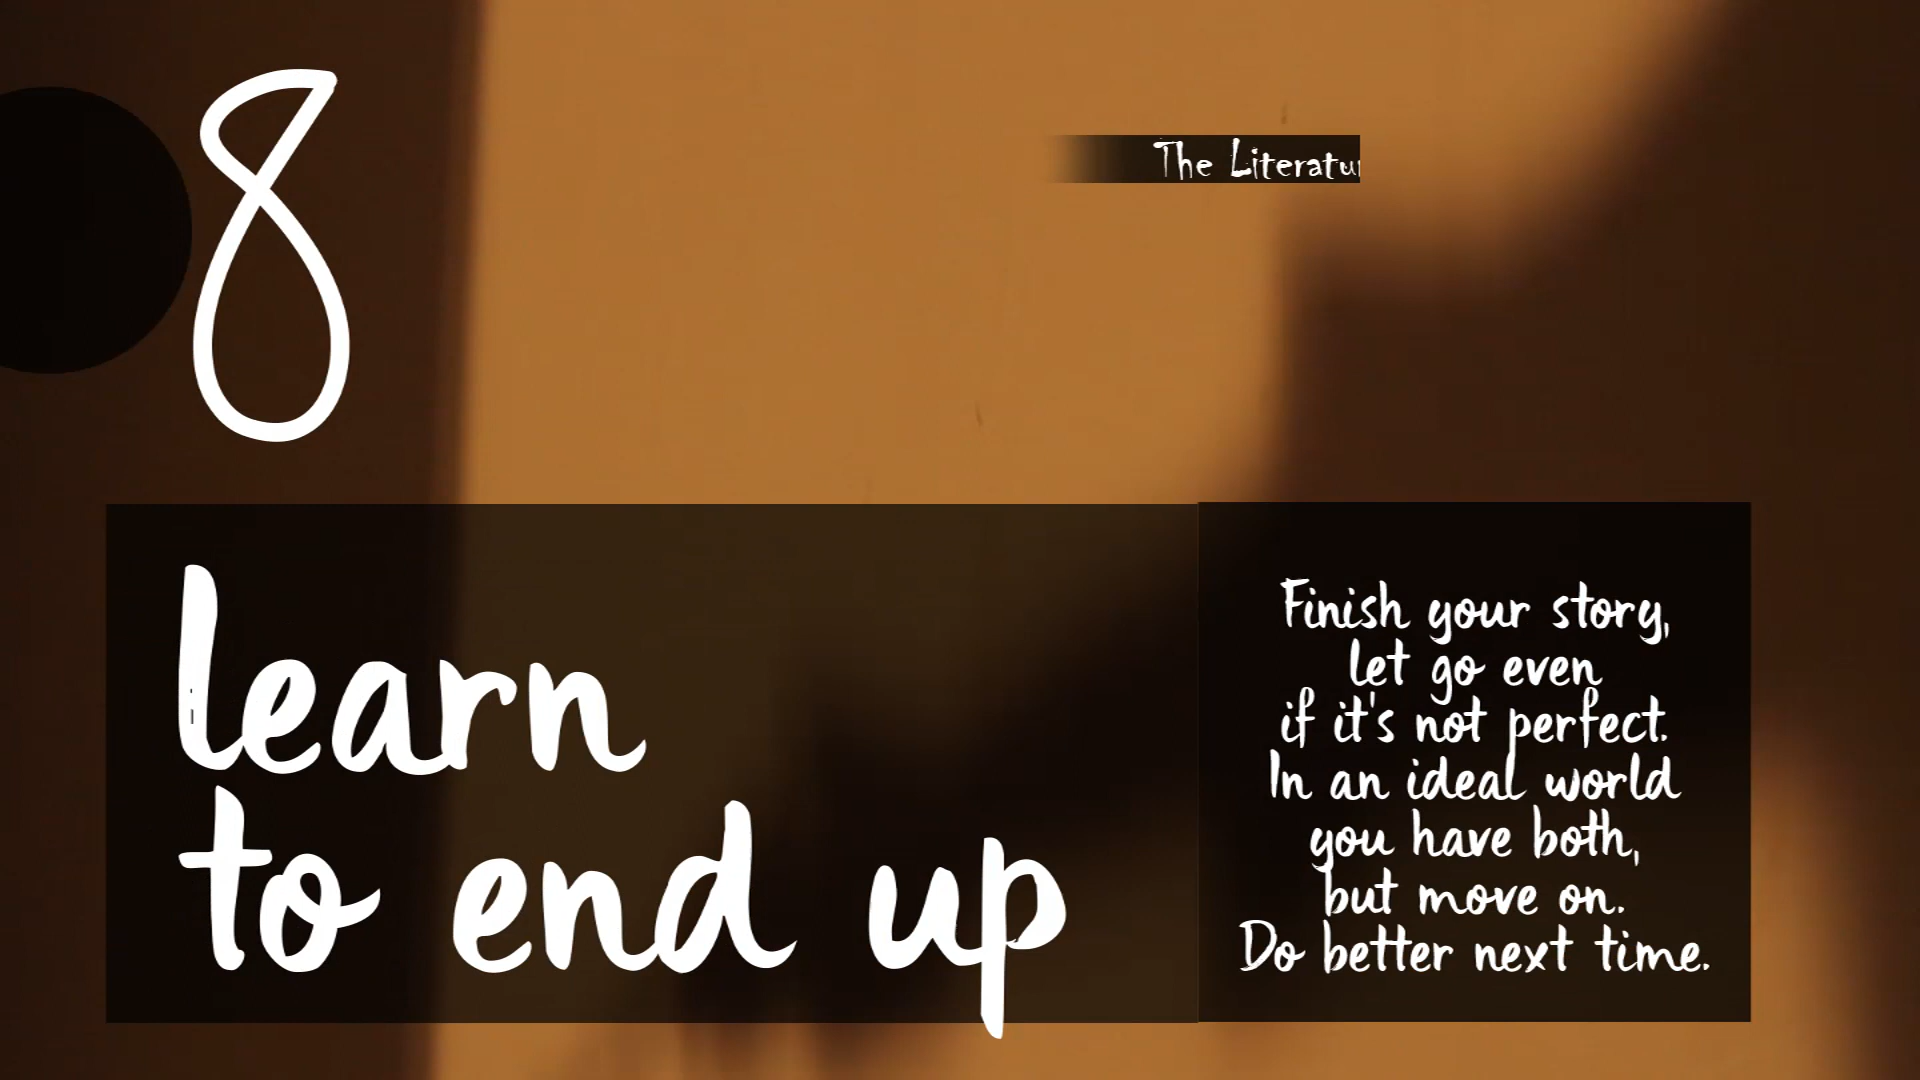 8
The Literatu
learn
to end up
Finish your story,
let go even
if it's not perfect.
In an ideal world
you have both,
but move on.
Do better next time.